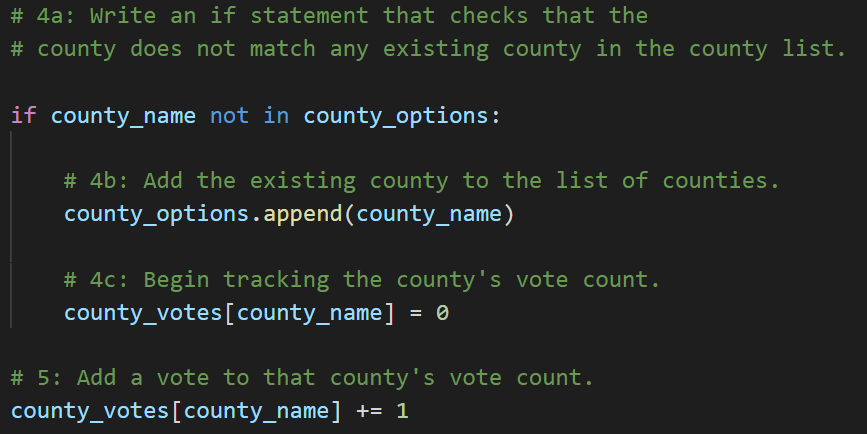 # 4a: Write an if statement that checks that the
# county does not match any existing county in the county list.
if county_name not in county_options:
# 4b: Add the existing county to the list of counties.
county_options.append(county_name)
# 4c: Begin tracking the county's vote count.
county_votes[county_name] = 0
# 5: Add a vote to that county's vote count.
county_votes[county_name] += 1